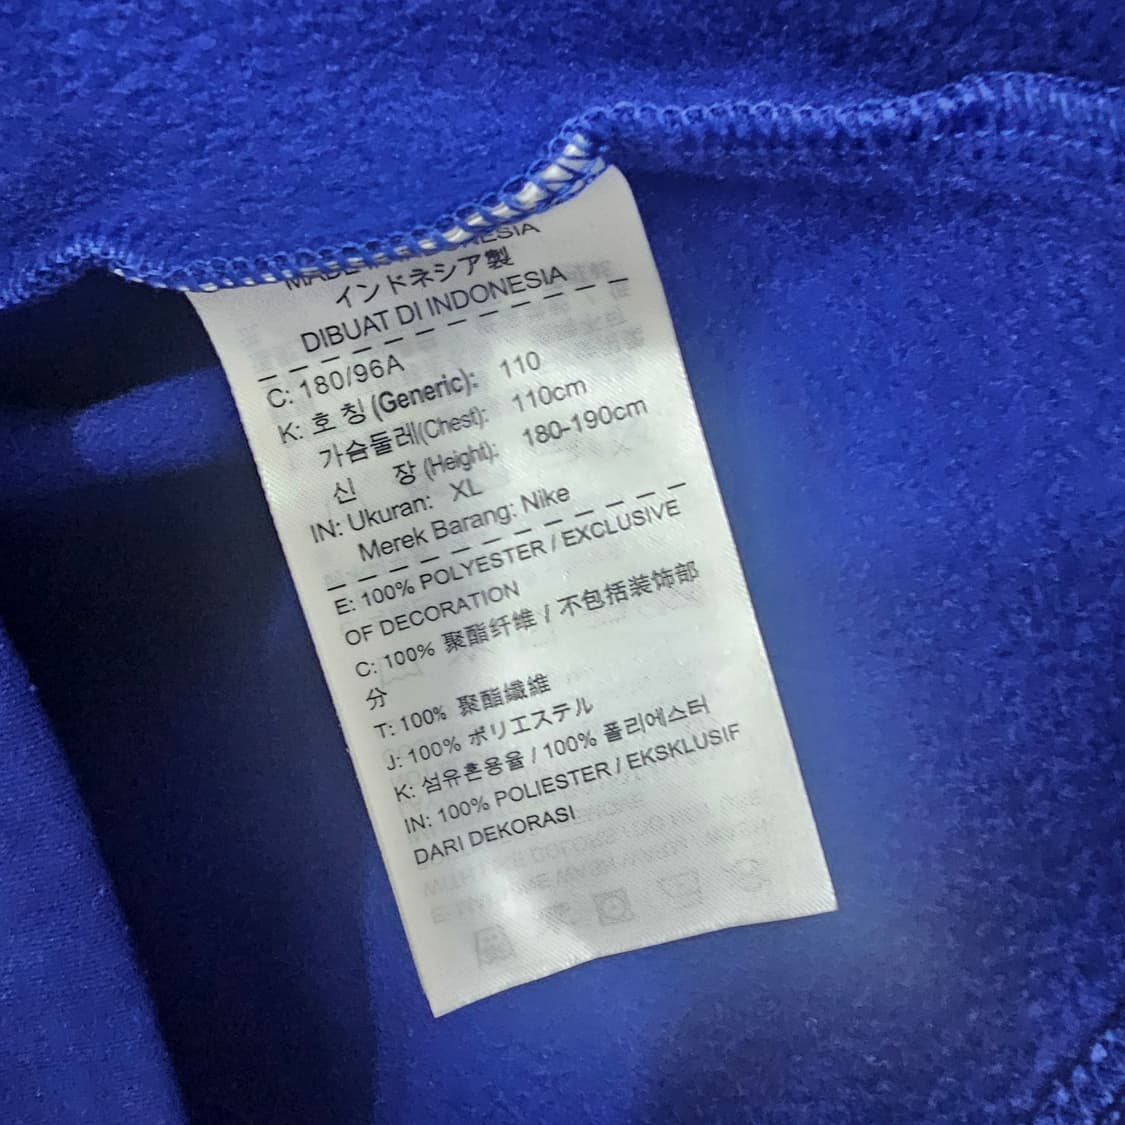 MADE IN INDONESIA
インドネシア製
DIBUAT DI INDONESIA
C: 180/96A
K: 호 칭 (Generic): 110
가슴둘레(Chest): 110cm
신 장 (Height): 180-190cm
IN: Ukuran: XL
Merek Barang: Nike
E: 100% POLYESTER / EXCLUSIVE
OF DECORATION
C: 100% 聚酯纤维 / 不包括装饰部
分
T: 100% 聚酯纖維
J: 100% ポリエステル
K: 섬유혼용율 / 100% 폴리에스터
IN: 100% POLIESTER / EKSKLUSIF
DARI DEKORASI